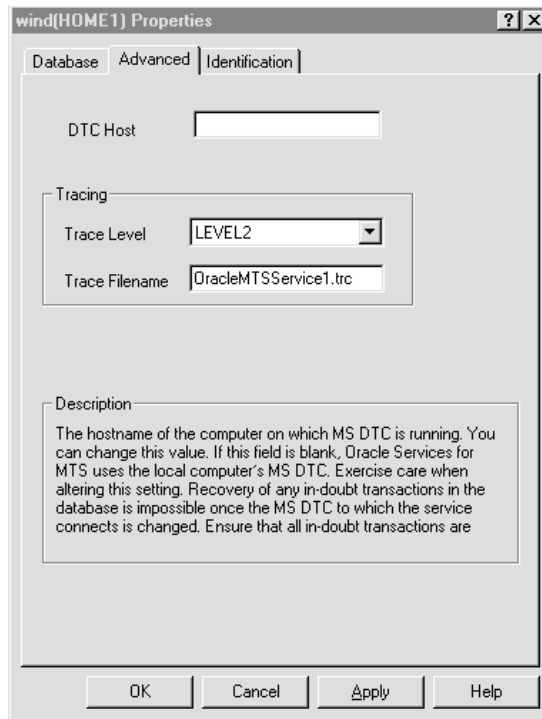 wind(HOME1) Properties
Database Advanced Identification
DTC Host
Tracing
Trace Level LEVEL2
Trace Filename OracleMTSService1.trc
Description
The hostname of the computer on which MS DTC is running. You
can change this value. If this field is blank, Oracle Services for
MTS uses the local computer's MS DTC. Exercise care when
altering this setting. Recovery of any in-doubt transactions in the
database is impossible once the MS DTC to which the service
connects is changed. Ensure that all in-doubt transactions are
OK Cancel Apply Help